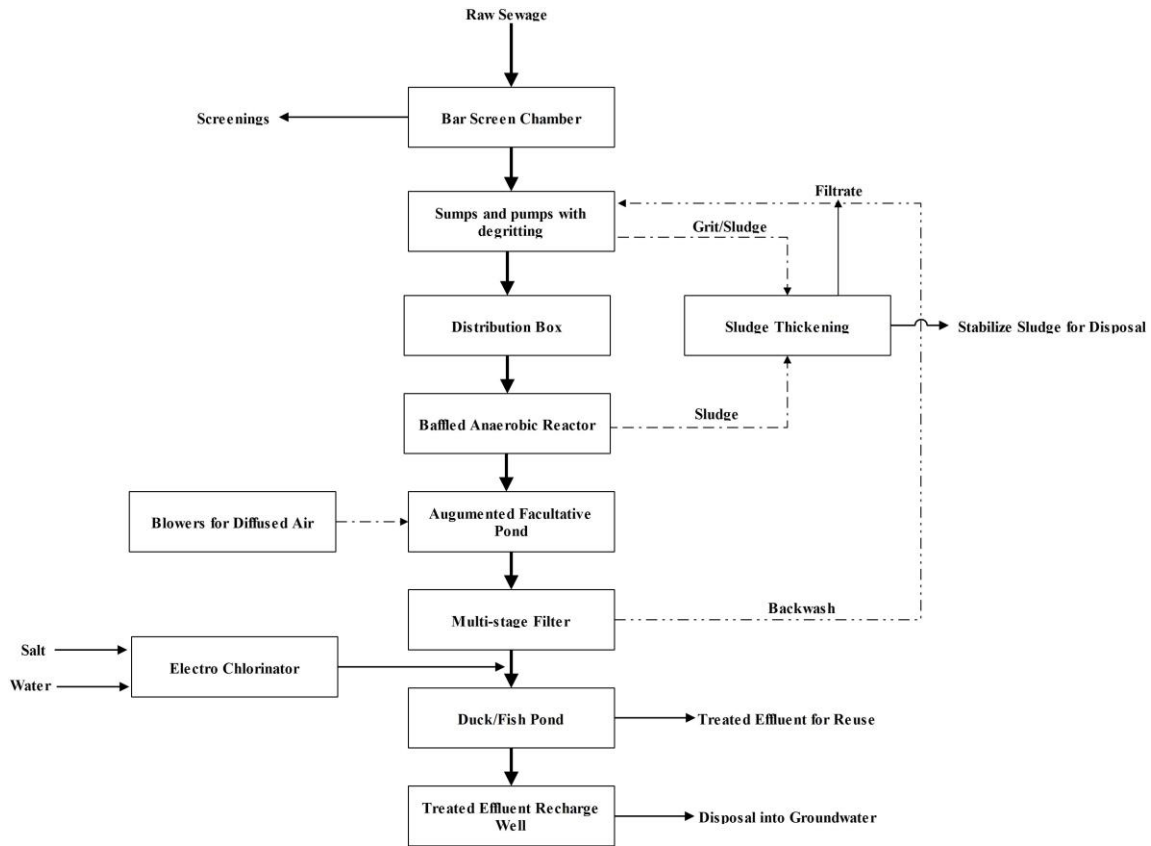 Raw Sewage
Screenings
Bar Screen Chamber
Filtrate
Sumps and pumps with
degritting
Grit/Sludge
Distribution Box
Sludge Thickening
Stabilize Sludge for Disposal
Baffled Anaerobic Reactor
Sludge
Blowers for Diffused Air
Augumented Facultative
Pond
Multi-stage Filter
Backwash
Salt
Water
Electro Chlorinator
Duck/Fish Pond
Treated Effluent for Reuse
Treated Effluent Recharge
Well
Disposal into Groundwater